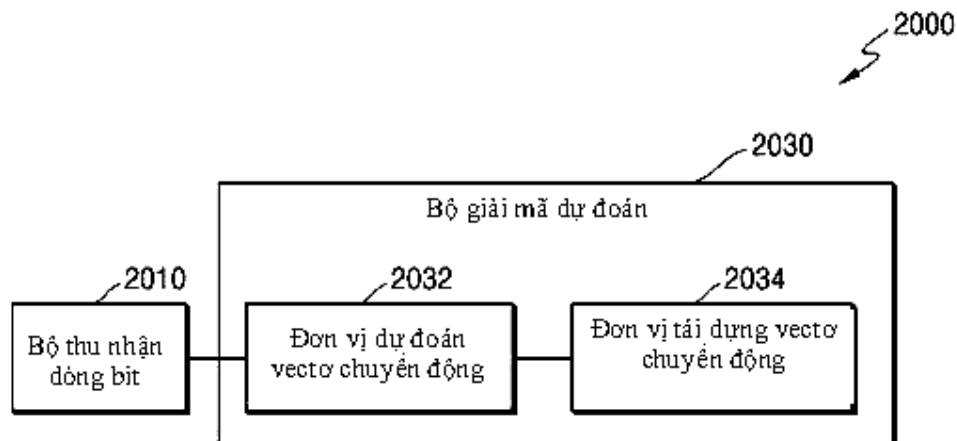 2000
2030
Bộ giải mã dự đoán
2010
2032
2034
Bộ thu nhận
dòng bit
Đơn vị dự đoán
vectơ chuyển động
Đơn vị tái dựng vectơ
chuyển động